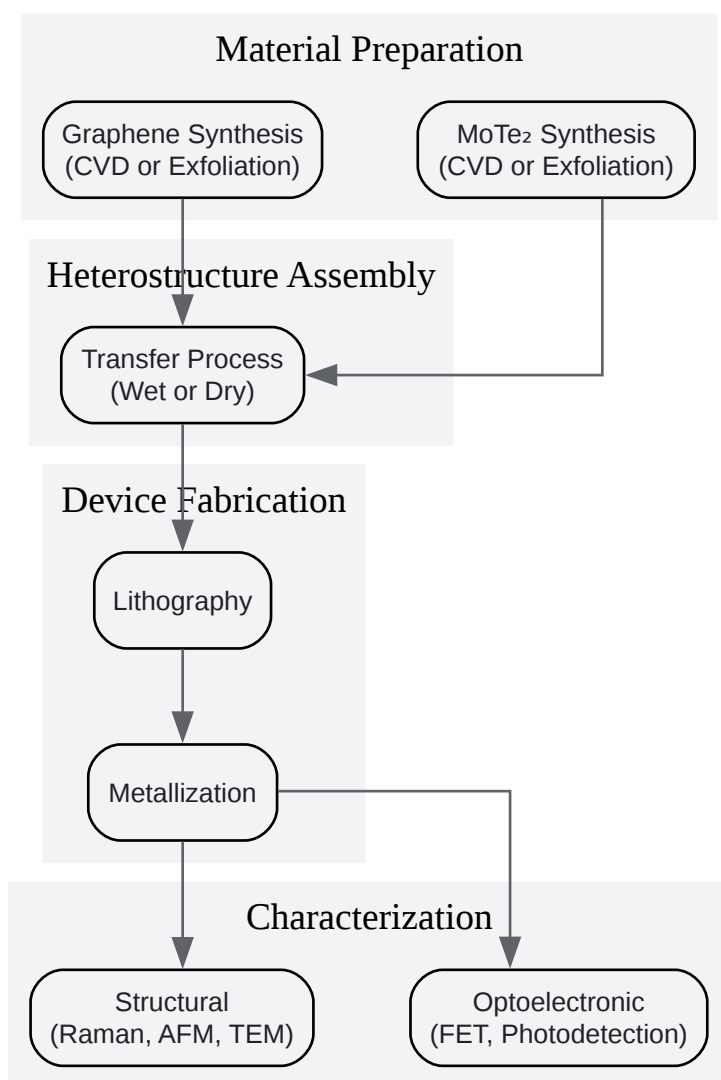 Material Preparation
Graphene Synthesis
(CVD or Exfoliation)
MoTe₂ Synthesis
(CVD or Exfoliation)
Heterostructure Assembly
Transfer Process
(Wet or Dry)
Device Fabrication
Lithography
Metallization
Characterization
Structural
(Raman, AFM, TEM)
Optoelectronic
(FET, Photodetection)